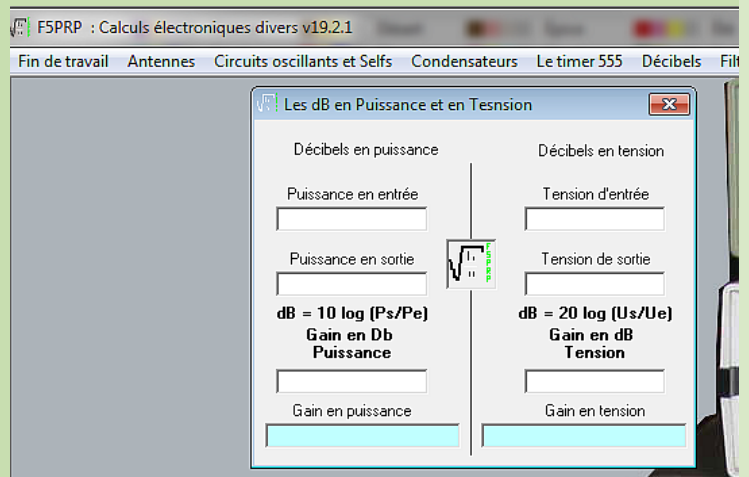 F5PRP : Calculs électroniques divers v19.2.1
Fin de travail Antennes Circuits oscillants et Selfs Condensateurs Le timer 555 Décibels Filt
Les dB en Puissance et en Tesnsion
Décibels en puissance
Décibels en tension
Puissance en entrée
Tension d'entrée
Puissance en sortie
Tension de sortie
F5PRP
dB = 10 log (Ps/Pe)
dB = 20 log (Us/Ue)
Gain en Db
Puissance
Gain en dB
Tension
Gain en puissance
Gain en tension